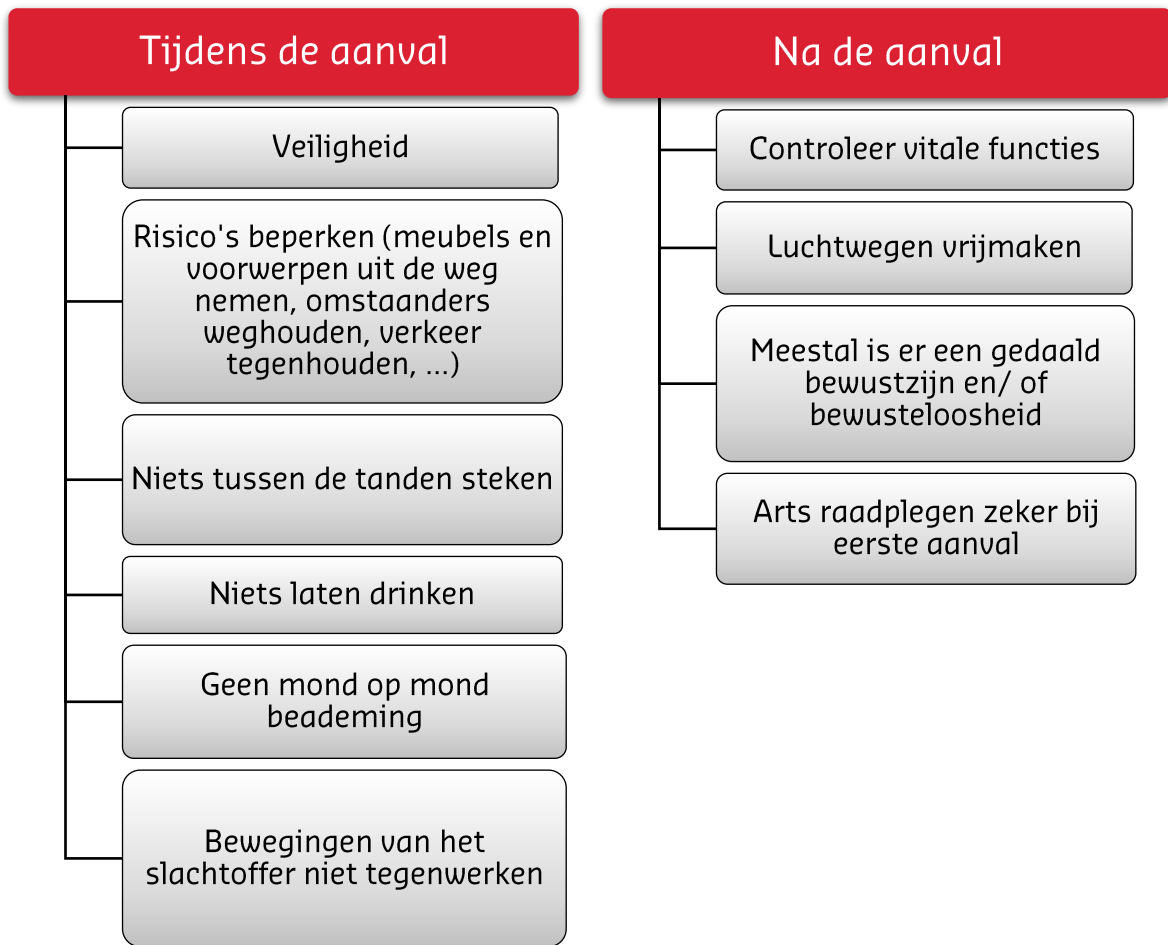 Tijdens de aanval
Veiligheid
Risico's beperken (meubels en
voorwerpen uit de weg
nemen, omstaanders
weghouden, verkeer
tegenhouden, ...)
Niets tussen de tanden steken
Niets laten drinken
Geen mond op mond
beademing
Bewegingen van het
slachtoffer niet tegenwerken
Na de aanval
Controleer vitale functies
Luchtwegen vrijmaken
Meestal is er een gedaald
bewustzijn en/ of
bewusteloosheid
Arts raadplegen zeker bij
eerste aanval